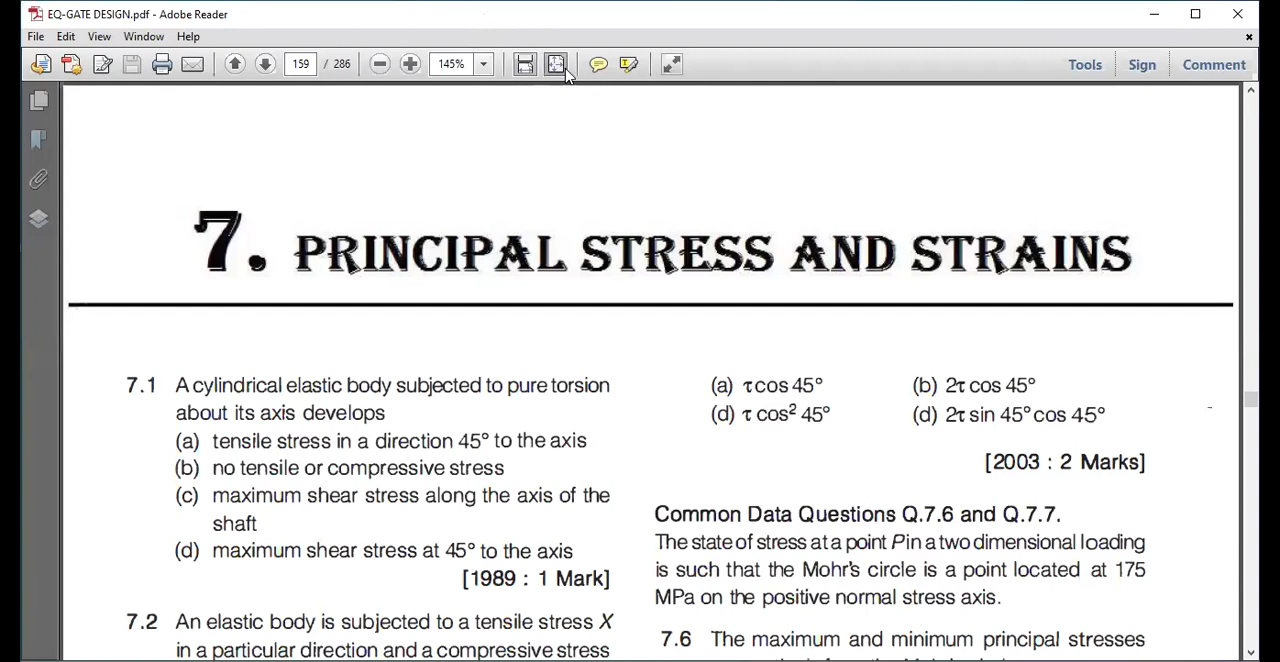 EQ-GATE DESIGN.pdf - Adobe Reader
File Edit View Window Help
159 / 286 145% Tools Sign Comment
7. PRINCIPAL STRESS AND STRAINS
7.1 A cylindrical elastic body subjected to pure torsion
about its axis develops
(a) tensile stress in a direction 45° to the axis
(b) no tensile or compressive stress
(c) maximum shear stress along the axis of the
shaft
(d) maximum shear stress at 45° to the axis
[1989 : 1 Mark]
7.2 An elastic body is subjected to a tensile stress X
in a particular direction and a compressive stress
(a) τ cos 45° (b) 2τ cos 45°
(d) τ cos² 45° (d) 2τ sin 45° cos 45°
[2003 : 2 Marks]
Common Data Questions Q.7.6 and Q.7.7.
The state of stress at a point P in a two dimensional loading
is such that the Mohr's circle is a point located at 175
MPa on the positive normal stress axis.
7.6 The maximum and minimum principal stresses